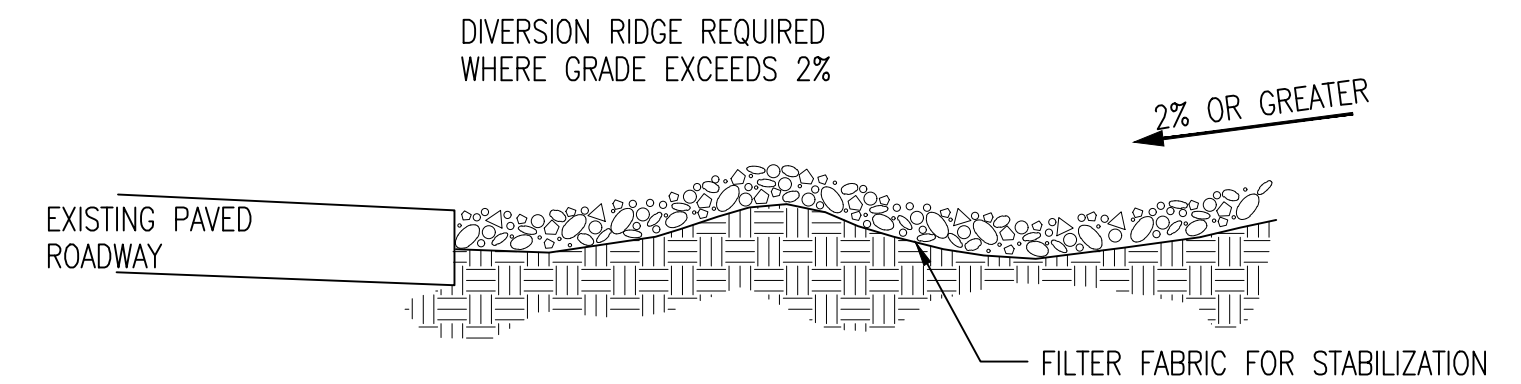 DIVERSION RIDGE REQUIRED
WHERE GRADE EXCEEDS 2%
2% OR GREATER
EXISTING PAVED
ROADWAY
FILTER FABRIC FOR STABILIZATION